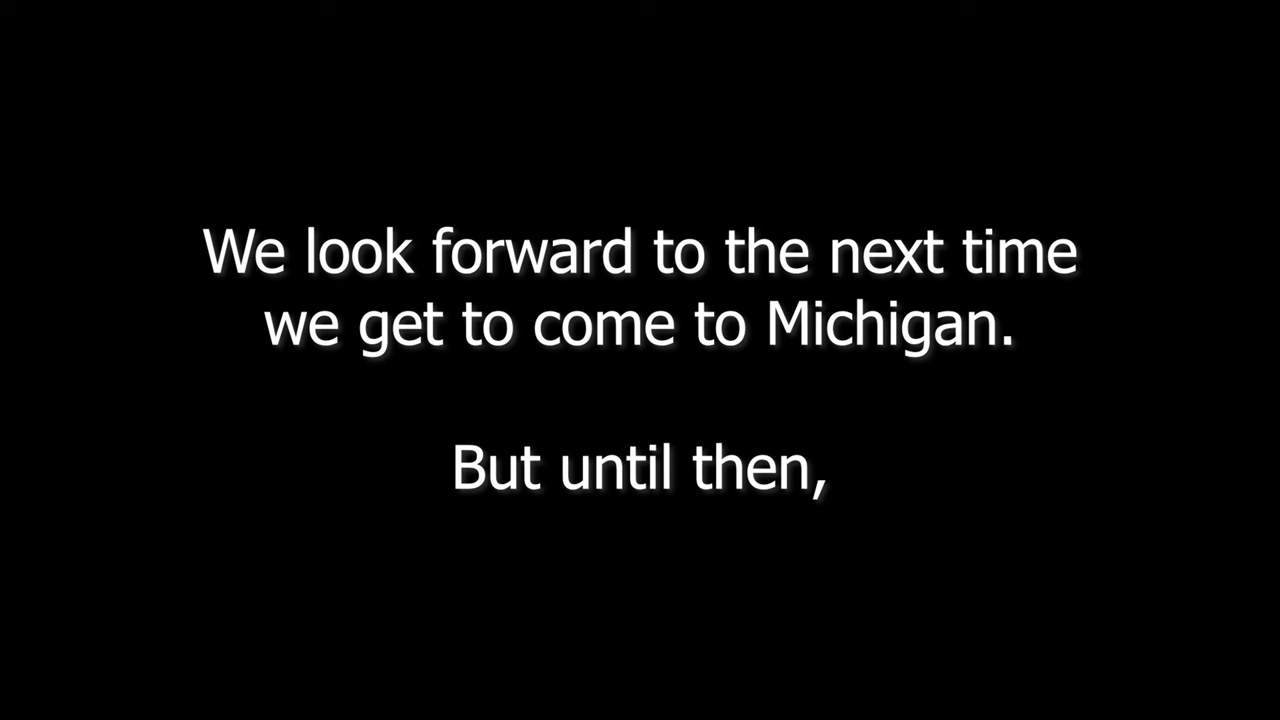 We look forward to the next time
we get to come to Michigan.
But until then,